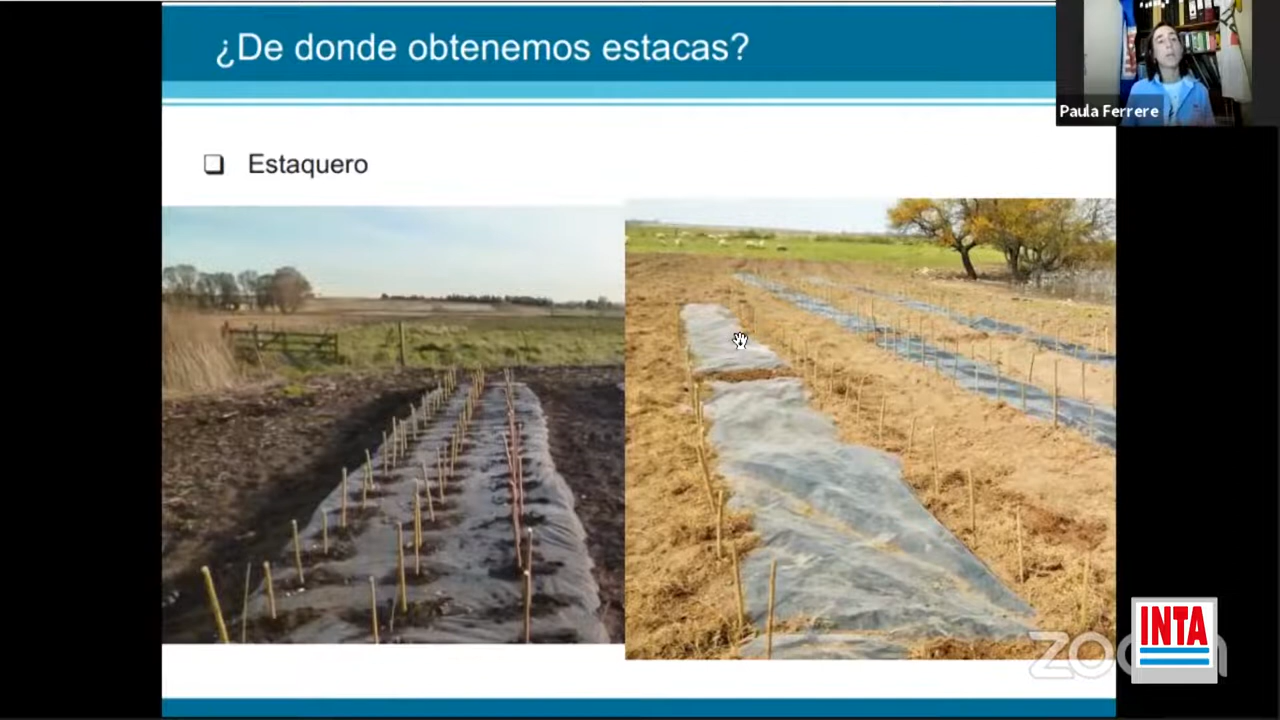 ¿De donde obtenemos estacas?
Paula Ferrere
❏ Estaquero
INTA
zoom